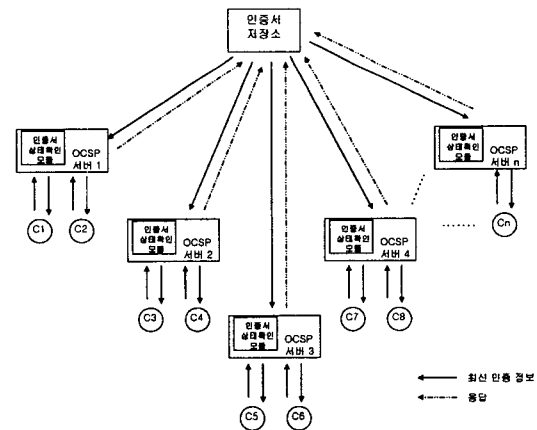 인증서
저장소
인증서
상태확인
모듈
OCSP
서버 1
C1
C2
인증서
상태확인
모듈
OCSP
서버 2
C3
C4
인증서
상태확인
모듈
OCSP
서버 3
C5
C6
인증서
상태확인
모듈
OCSP
서버 4
C7
C8
인증서
상태확인
모듈
OCSP
서버 n
Cn
최신 인증 정보
응답